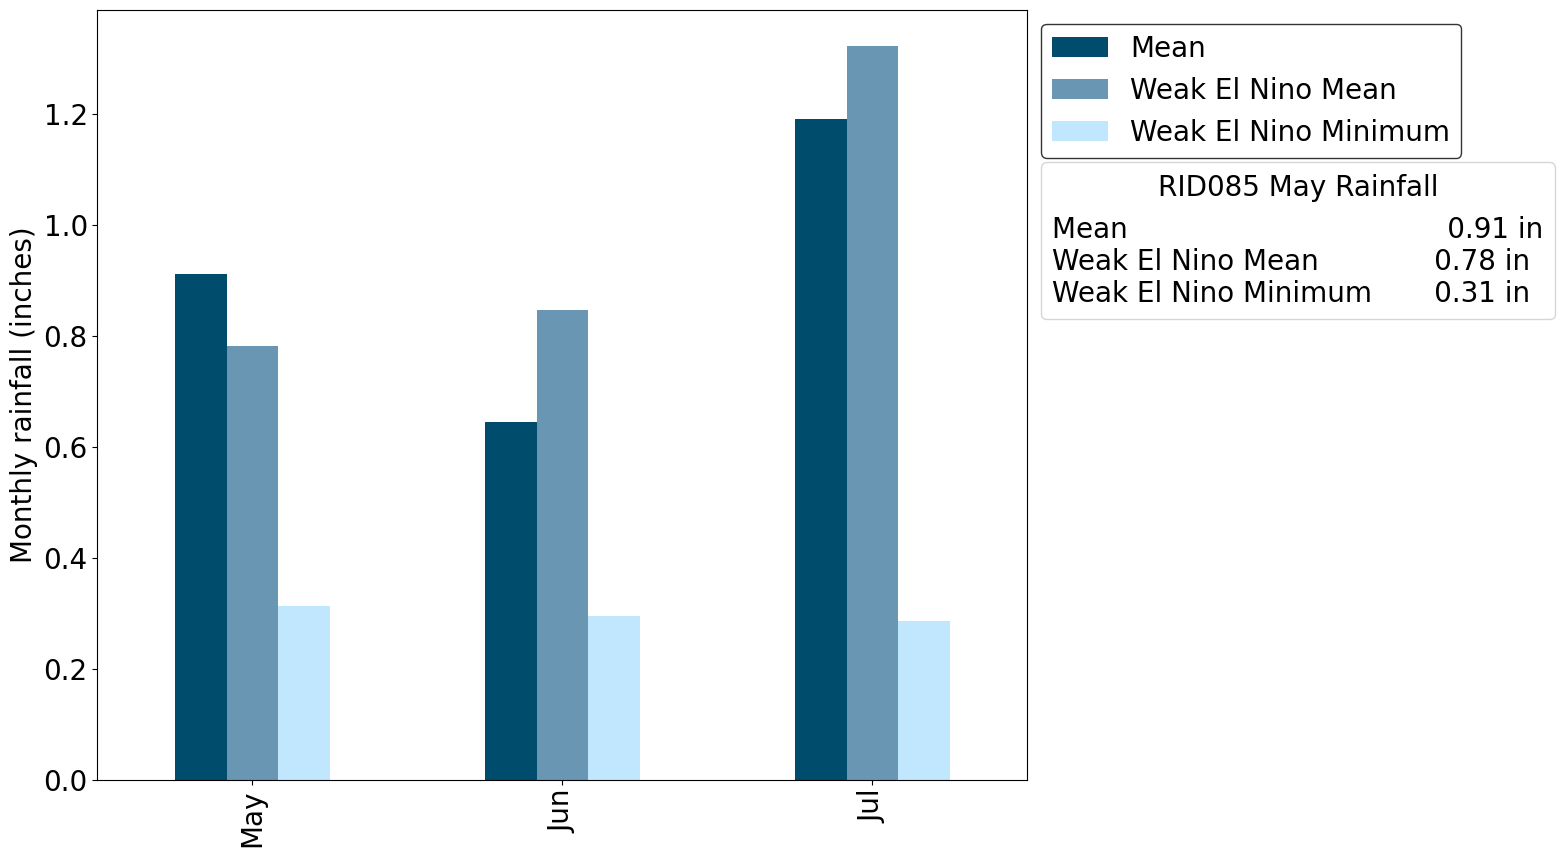 Monthly rainfall (inches)
1.2
1.0
0.8
0.6
0.4
0.2
0.0
May
Jun
Jul
Mean
Weak El Nino Mean
Weak El Nino Minimum
RID085 May Rainfall
Mean 0.91 in
Weak El Nino Mean 0.78 in
Weak El Nino Minimum 0.31 in